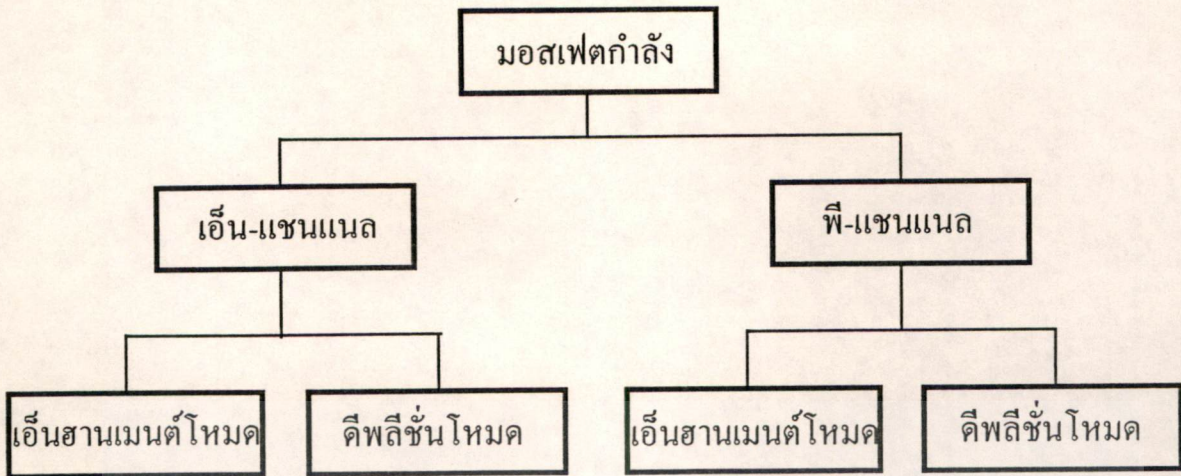 มอสเฟตกำลัง
เอ็น-แชนแนล
พี-แชนแนล
เอ็นฮานเมนต์โหมด
ดีพลีชั่นโหมด
เอ็นฮานเมนต์โหมด
ดีพลีชั่นโหมด